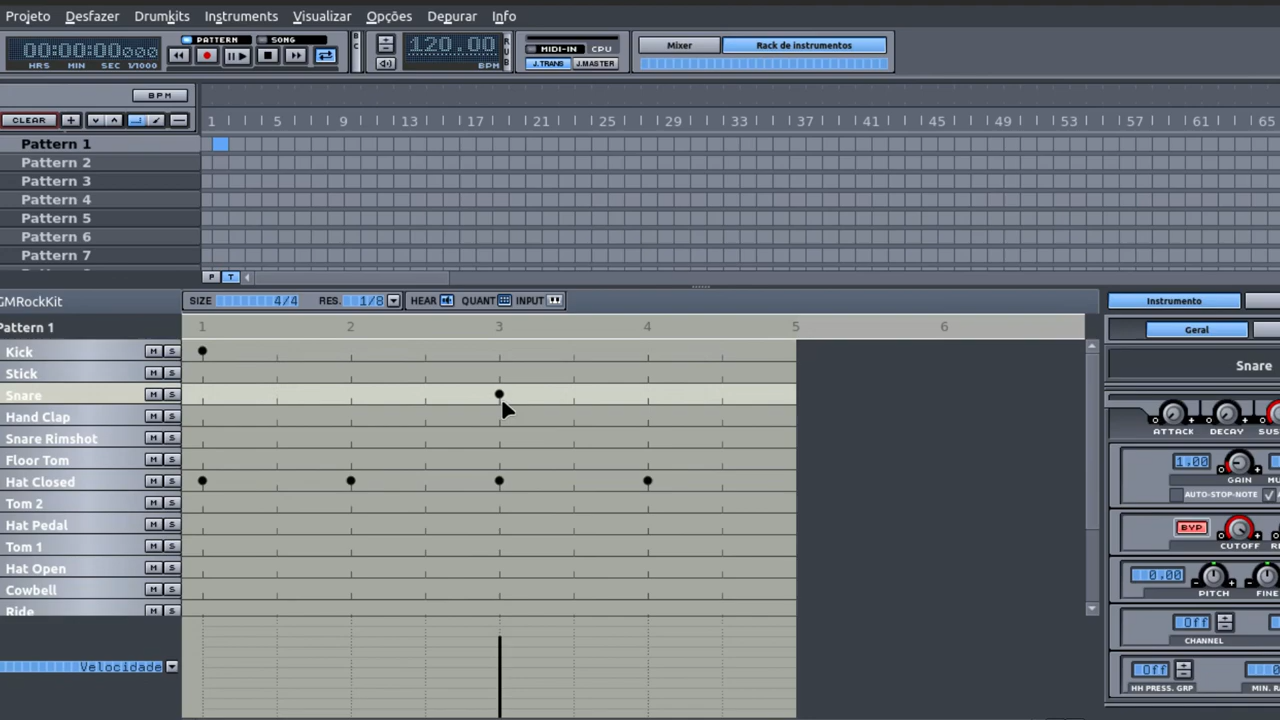 Projeto Desfazer Drumkits Instruments Visualizar Opções Depurar Info
00:00:00000 PATTERN SONG 120.00 MIDI-IN CPU Mixer Rack de instrumentos
HRS MIN SEC 1/1000 BPM J.TRANS J.MASTER
BPM
CLEAR 1 5 9 13 17 21 25 29 33 37 41 45 49 53 57 61 65
Pattern 1
Pattern 2
Pattern 3
Pattern 4
Pattern 5
Pattern 6
Pattern 7
P T
GMRockKit SIZE 4/4 RES. 1/8 HEAR QUANT INPUT Instrumento
Pattern 1 1 2 3 4 5 6 Geral
Kick M S
Stick M S Snare
Snare M S
Hand Clap M S
ATTACK DECAY
Snare Rimshot M S
Floor Tom M S 1.00
GAIN
Hat Closed M S
AUTO-STOP-NOTE
Tom 2 M S
Hat Pedal M S BYP
Tom 1 M S CUTOFF
Hat Open M S 0.00
Cowbell M S PITCH FINE
Ride M S
Off
CHANNEL
Velocidade Off
HH PRESS. GRP